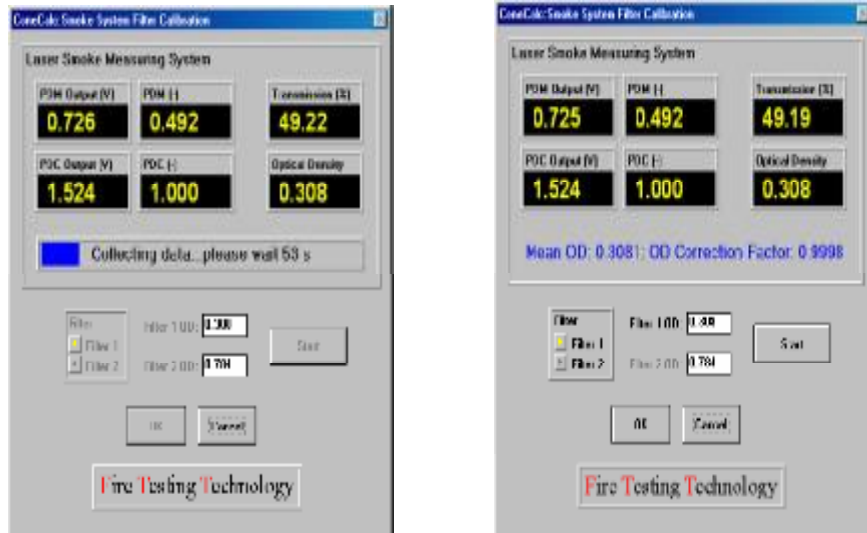 ConeCalc Smoke System Filter Calibration
Laser Smoke Measuring System
PDM Output (V) PDM (-) Transmission (%)
0.726 0.492 49.22
PDC Output (V) PDC (-) Optical Density
1.524 1.000 0.308
Collecting data...please wait 53 s
Filter
Filter 1
Filter 2
Filter 1 OD:
Filter 2 OD: 0.784
Start
OK Cancel
Fire Testing Technology
ConeCalc Smoke System Filter Calibration
Laser Smoke Measuring System
PDM Output (V) PDM (-) Transmission (%)
0.725 0.492 49.19
PDC Output (V) PDC (-) Optical Density
1.524 1.000 0.308
Mean OD: 0.3081: OD Correction Factor: 0.9998
Filter
Filter 1
Filter 2
Filter 1 OD:
Filter 2 OD: 0.784
Start
OK Cancel
Fire Testing Technology